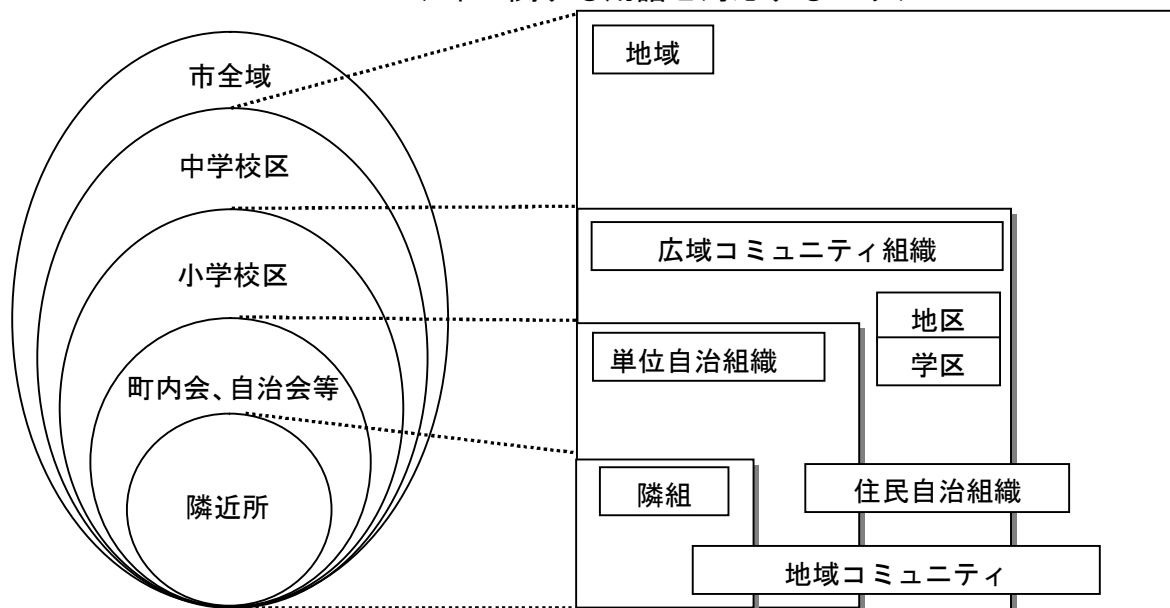 市全域
中学校区
小学校区
町内会、自治会等
隣近所
地域
広域コミュニティ組織
地区
学区
単位自治組織
隣組
住民自治組織
地域コミュニティ